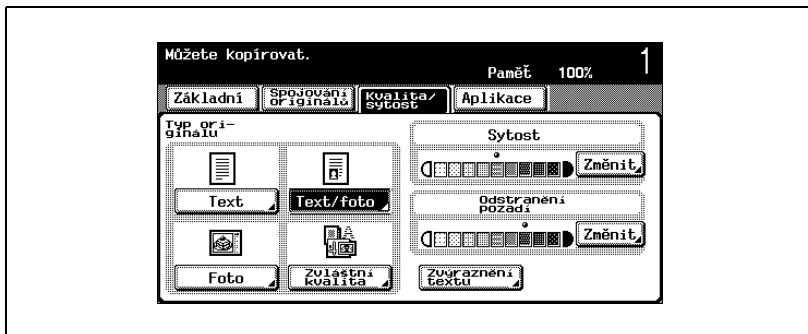 Můžete kopírovat.
Paměť 100% 1
Základní
Spojování
originálů
Kvalita/
sytost
Aplikace
Typ ori-
ginálu
Text
Text/foto
Foto
Zvláštní
kvalita
Sytost
Změnit
Odstranění
pozadí
Změnit
Zvýraznění
textu